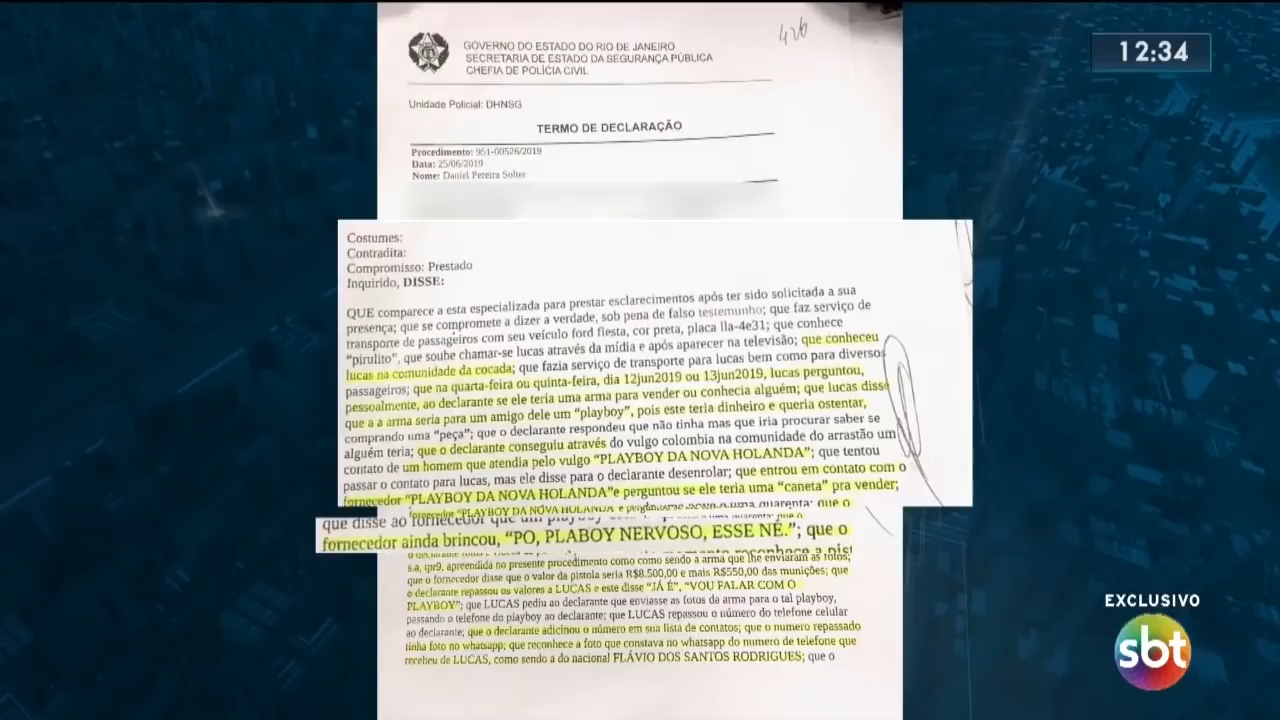 12:34
426
GOVERNO DO ESTADO DO RIO DE JANEIRO
SECRETARIA DE ESTADO DA SEGURANÇA PÚBLICA
CHEFIA DE POLÍCIA CIVIL
Unidade Policial: DHNSG
TERMO DE DECLARAÇÃO
Procedimento: 951-00526/2019
Data: 25/06/2019
Nome: Daniel Pereira Solter
Costumes:
Contradita:
Compromisso: Prestado
Inquirido, DISSE:
QUE comparece a esta especializada para prestar esclarecimentos após ter sido solicitada a sua
presença; que se compromete a dizer a verdade, sob pena de falso testemunho; que faz serviço de
transporte de passageiros com seu veículo ford fiesta, cor preta, placa lla-4e31; que conhece
"pirulito", que soube chamar-se lucas através da mídia e após aparecer na televisão; que conheceu
lucas na comunidade da cocada; que fazia serviço de transporte para lucas bem como para diversos
passageiros; que na quarta-feira ou quinta-feira, dia 12jun2019 ou 13jun2019, lucas perguntou,
pessoalmente, ao declarante se ele teria uma arma para vender ou conhecia alguém; que lucas disse
que a a arma seria para um amigo dele um "playboy", pois este teria dinheiro e queria ostentar,
comprando uma "peça"; que o declarante respondeu que não tinha mas que iria procurar saber se
alguém teria; que o declarante conseguiu através do vulgo colombia na comunidade do arrastão um
contato de um homem que atendia pelo vulgo "PLAYBOY DA NOVA HOLANDA"; que tentou
passar o contato para lucas, mas ele disse para o declarante desenrolar; que entrou em contato com o
fornecedor "PLAYBOY DA NOVA HOLANDA"e perguntou se ele teria uma "caneta" pra vender;
fornecedor "PLAYBOY DA NOVA HOLANDA"
que disse ao fornecedor que um
fornecedor ainda brincou, "PO, PLABOY NERVOSO, ESSE NÉ."; que o
s.a, ipr9, apreendida no presente procedimento como como sendo a arma que lhe enviaram as fotos;
que o fornecedor disse que o valor da pistola seria R$8.500,00 e mais R$550,00 das munições; que
o declarante repassou os valores a LUCAS e este disse "JÁ É", "VOU FALAR COM O
PLAYBOY"; que LUCAS pediu ao declarante que enviasse as fotos da arma para o tal playboy,
passando o telefone do playboy ao declarante; que LUCAS repassou o número do telefone celular
ao declarante; que o declarante adicinou o número em sua lista de contatos; que o numero repassado
tinha foto no whatsapp; que reconhece a foto que constava no whatsapp do numero de telefone que
recebeu de LUCAS, como sendo a do nacional FLÁVIO DOS SANTOS RODRIGUES; que o
EXCLUSIVO
sbt